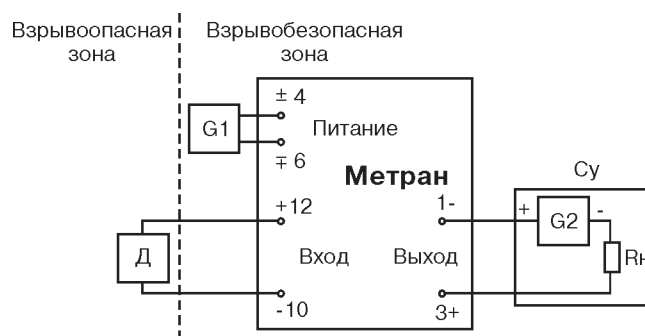 Взрывоопасная
зона
Взрывобезопасная
зона
± 4
G1
Питание
∓ 6
Метран
Су
+12
1-
+
G2
-
Д
Вход
Выход
Rн
-10
3+